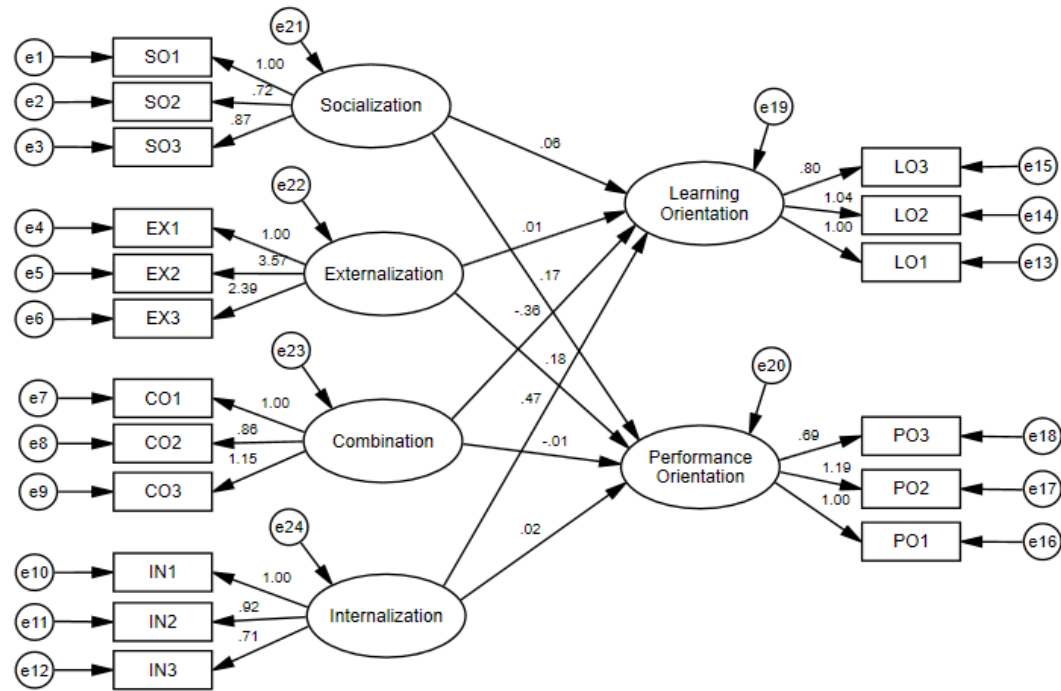 e21
e1
SO1
1.00
e2
SO2
.72
Socialization
e3
SO3
.87
e19
.06
e22
Learning
Orientation
.80
LO3
e15
1.04
LO2
e14
1.00
LO1
e13
e4
EX1
1.00
.01
e5
EX2
3.57
Externalization
.17
e6
EX3
2.39
-.36
e23
.18
e20
e7
CO1
1.00
.47
e8
CO2
.86
Combination
-.01
e9
CO3
1.15
Performance
Orientation
.69
PO3
e18
1.19
PO2
e17
1.00
PO1
e16
e24
.02
e10
IN1
1.00
e11
IN2
.92
Internalization
e12
IN3
.71